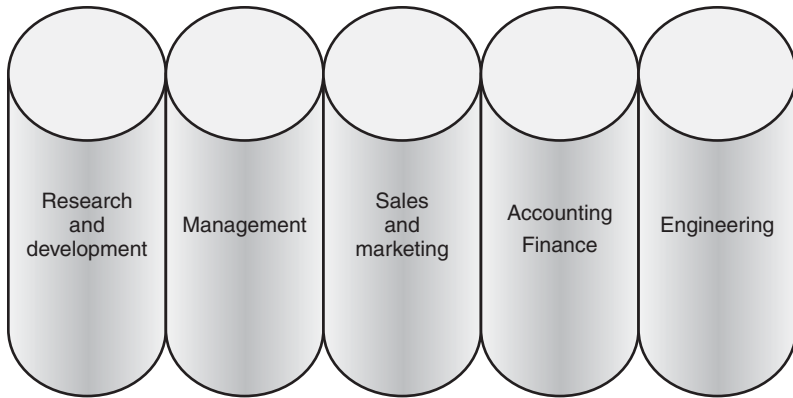 Research
and
development
Management
Sales
and
marketing
Accounting
Finance
Engineering